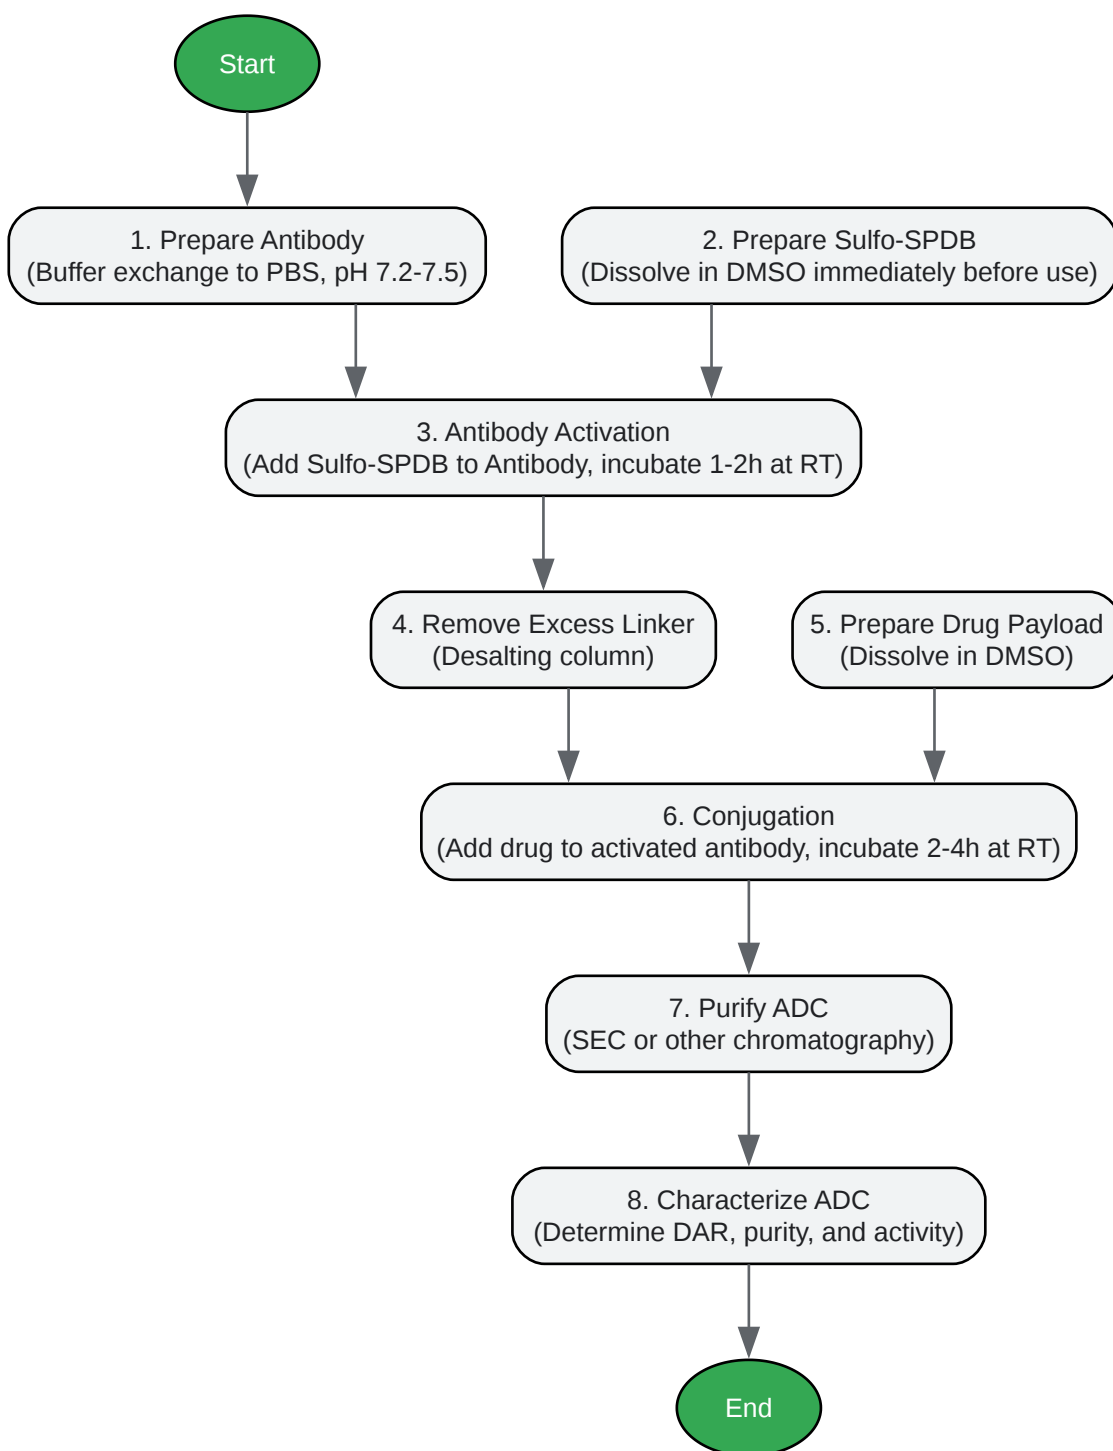 Start
1. Prepare Antibody
(Buffer exchange to PBS, pH 7.2-7.5)
2. Prepare Sulfo-SPDB
(Dissolve in DMSO immediately before use)
3. Antibody Activation
(Add Sulfo-SPDB to Antibody, incubate 1-2h at RT)
4. Remove Excess Linker
(Desalting column)
5. Prepare Drug Payload
(Dissolve in DMSO)
6. Conjugation
(Add drug to activated antibody, incubate 2-4h at RT)
7. Purify ADC
(SEC or other chromatography)
8. Characterize ADC
(Determine DAR, purity, and activity)
End